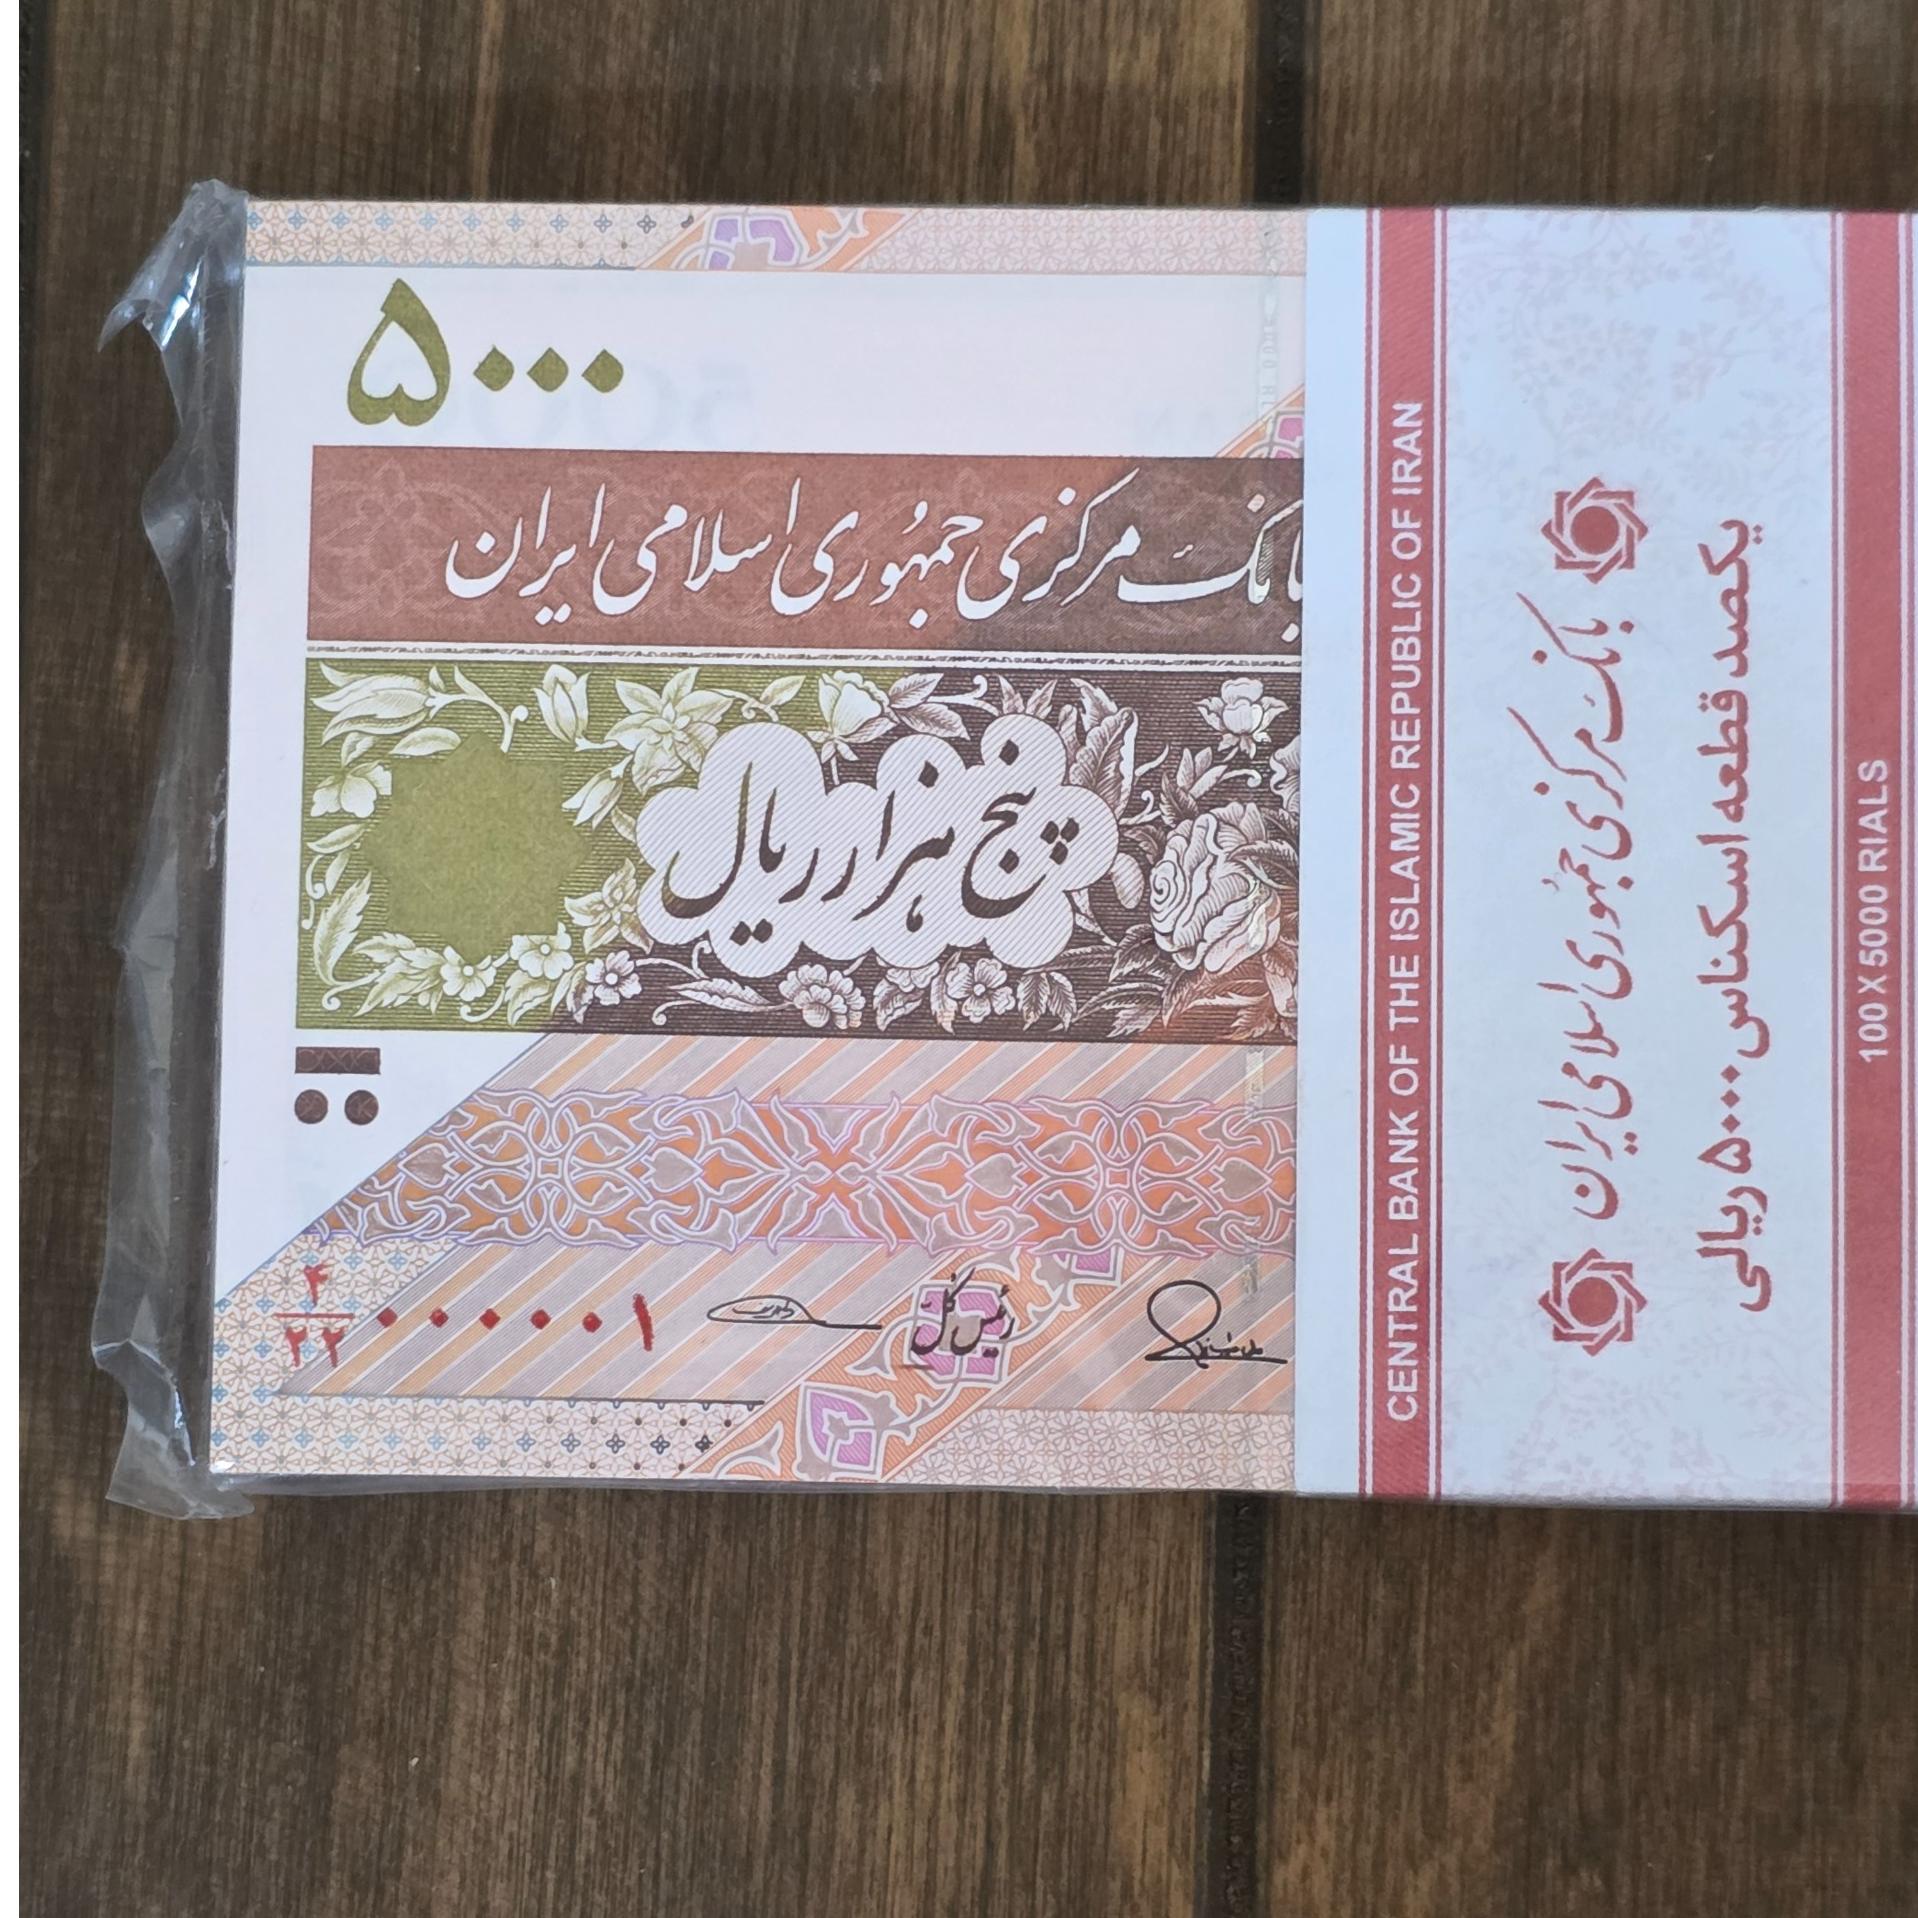 ۵۰۰۰
بانک مرکزی جمهوری اسلامی ایران
پنج هزار ریال
۴
۲۲
۰۰۰۰۰۱
رئیس کل
CENTRAL BANK OF THE ISLAMIC REPUBLIC OF IRAN
بانک مرکزی جمهوری اسلامی ایران
یکصد قطعه اسکناس ۵۰۰۰ ریالی
100 X 5000 RIALS